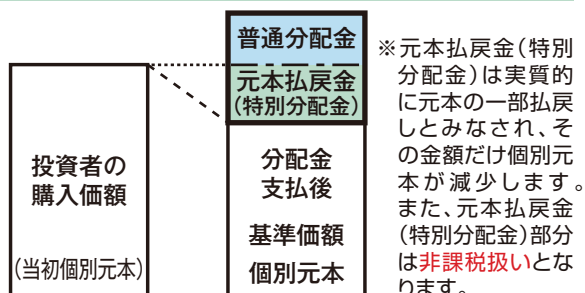 普通分配金
元本払戻金
(特別分配金)
投資者の
購入価額
(当初個別元本)
分配金
支払後
基準価額
個別元本
※元本払戻金(特別
分配金)は実質的
に元本の一部払戻
しとみなされ、そ
の金額だけ個別元
本が減少します。
また、元本払戻金
(特別分配金)部分
は非課税扱いとな
ります。